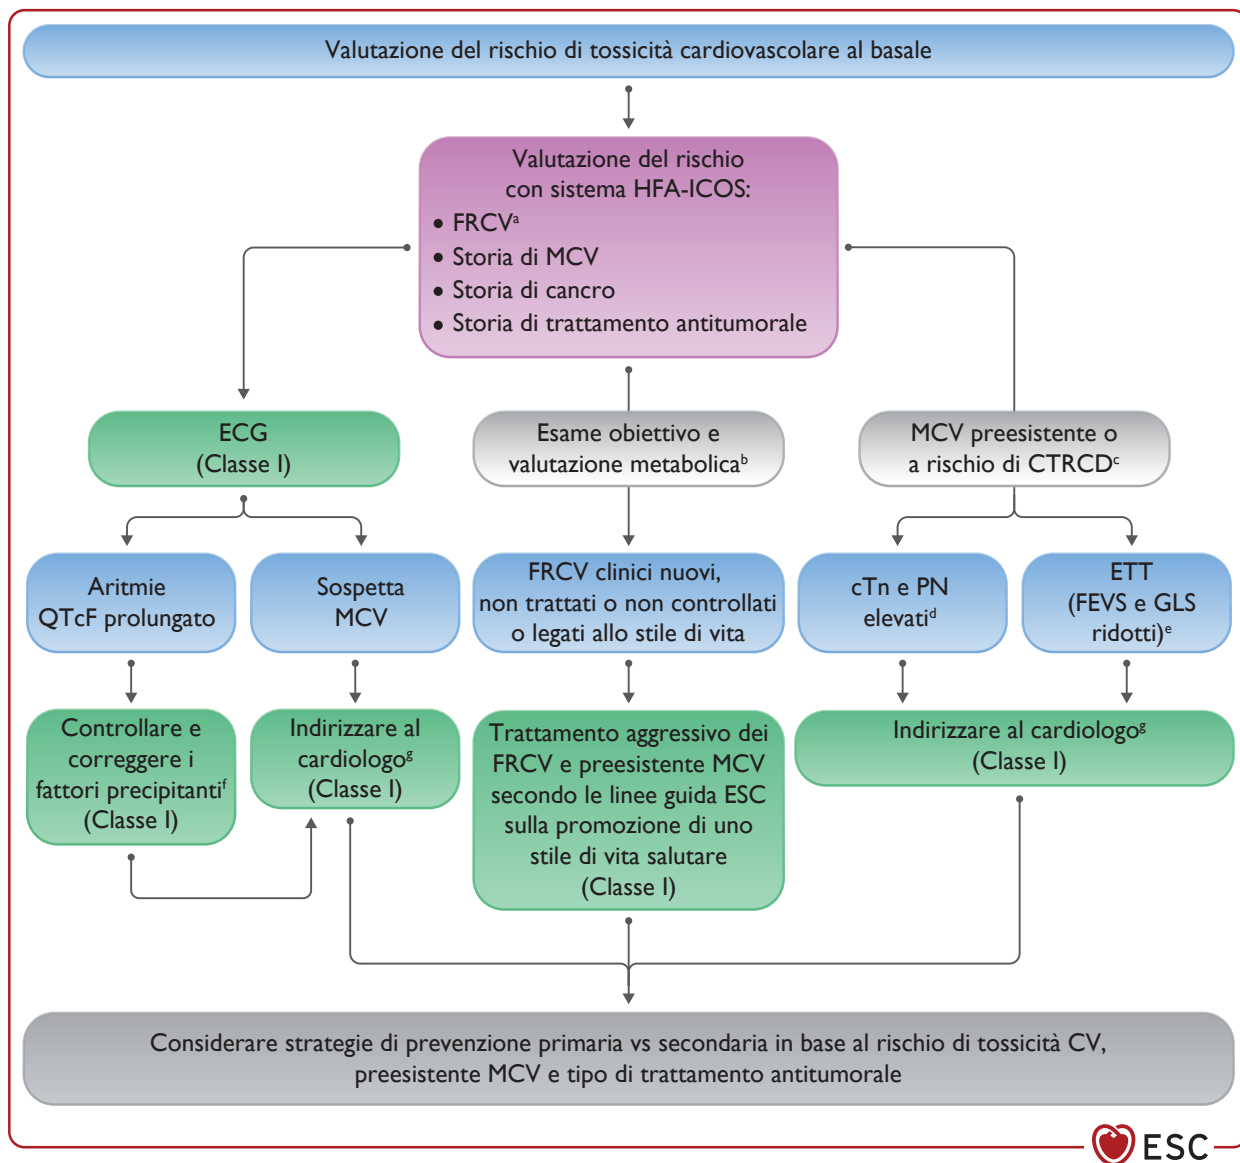 Valutazione del rischio di tossicità cardiovascolare al basale
Valutazione del rischio
con sistema HFA-ICOS:
• FRCVᵃ
• Storia di MCV
• Storia di cancro
• Storia di trattamento antitumorale
ECG
(Classe I)
Esame obiettivo e
valutazione metabolicaᵇ
MCV preesistente o
a rischio di CTRCDᶜ
Aritmie
QTcF prolungato
Sospetta
MCV
FRCV clinici nuovi,
non trattati o non controllati
o legati allo stile di vita
cTn e PN
elevatiᵈ
ETT
(FEVS e GLS
ridotti)ᵉ
Controllare e
correggere i
fattori precipitantiᶠ
(Classe I)
Indirizzare al
cardiologoᵍ
(Classe I)
Trattamento aggressivo dei
FRCV e preesistente MCV
secondo le linee guida ESC
sulla promozione di uno
stile di vita salutare
(Classe I)
Indirizzare al cardiologoᵍ
(Classe I)
Considerare strategie di prevenzione primaria vs secondaria in base al rischio di tossicità CV,
preesistente MCV e tipo di trattamento antitumorale
ESC